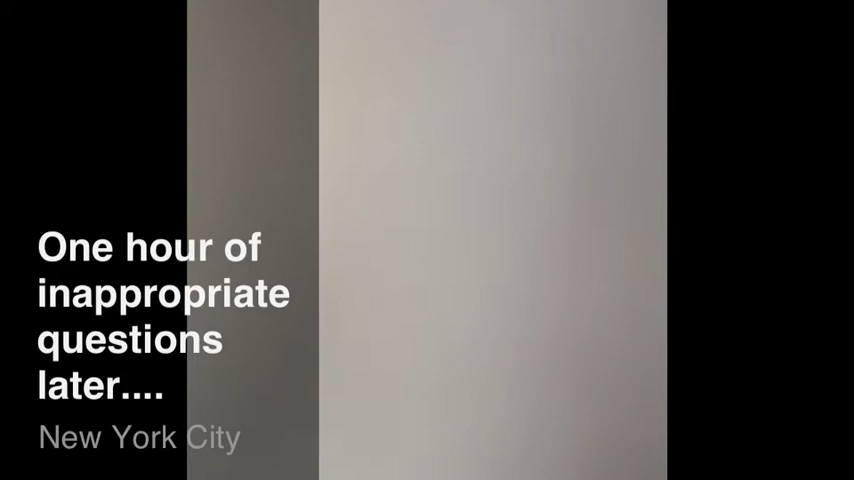 One hour of
inappropriate
questions
later....
New York City